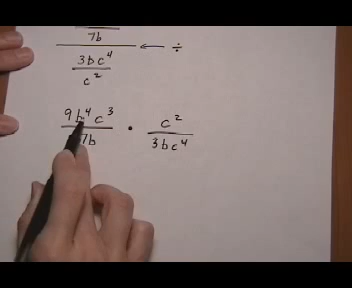 7b
← ÷
3bc⁴
c²
9b⁴c³ · c²
7b 3bc⁴